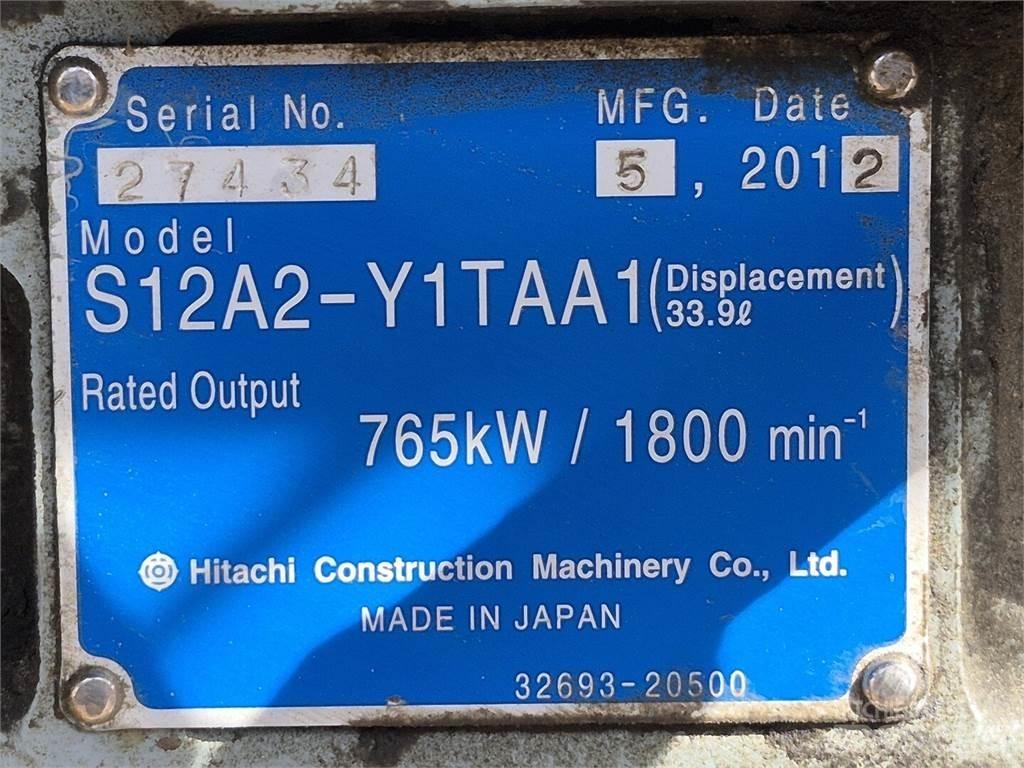 Serial No. MFG. Date
27434 5, 2012
Model
S12A2-Y1TAA1 (Displacement
33.9ℓ)
Rated Output
765kW / 1800 min⁻¹
Hitachi Construction Machinery Co., Ltd.
MADE IN JAPAN
32693-20500